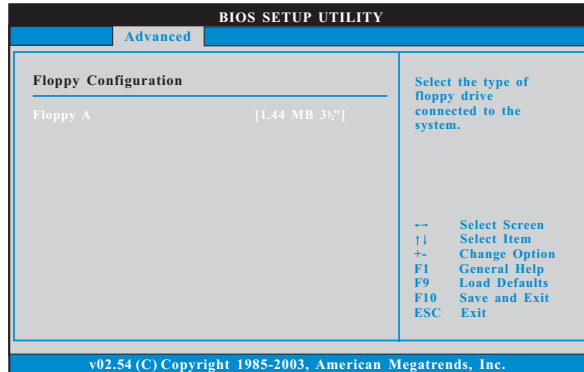 BIOS SETUP UTILITY
Advanced
Floppy Configuration
Floppy A [1.44 MB 3½"]
Select the type of
floppy drive
connected to the
system.
←→ Select Screen
↑↓ Select Item
+- Change Option
F1 General Help
F9 Load Defaults
F10 Save and Exit
ESC Exit
v02.54 (C) Copyright 1985-2003, American Megatrends, Inc.